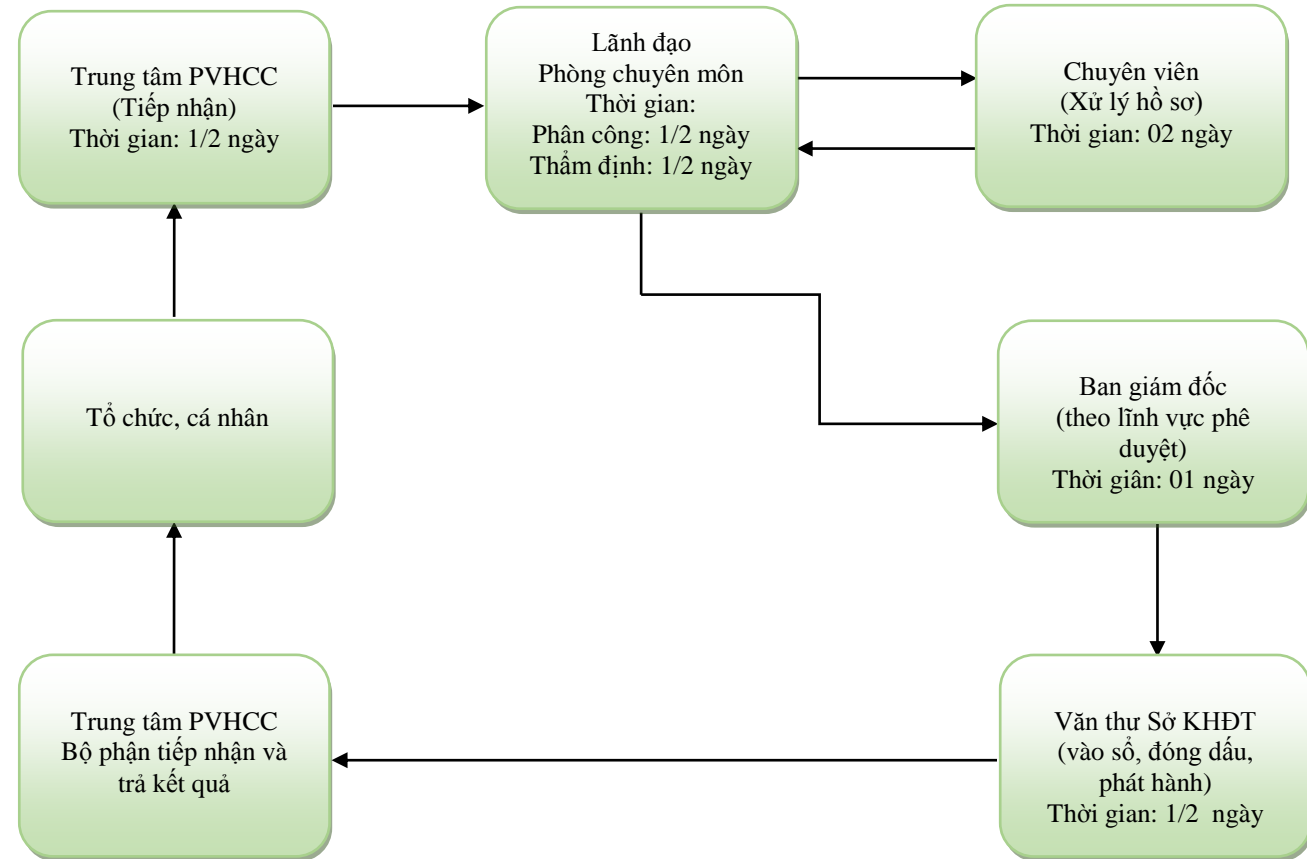 Trung tâm PVHCC
(Tiếp nhận)
Thời gian: 1/2 ngày
Lãnh đạo
Phòng chuyên môn
Thời gian:
Phân công: 1/2 ngày
Thẩm định: 1/2 ngày
Chuyên viên
(Xử lý hồ sơ)
Thời gian: 02 ngày
Tổ chức, cá nhân
Ban giám đốc
(theo lĩnh vực phê
duyệt)
Thời giân: 01 ngày
Trung tâm PVHCC
Bộ phận tiếp nhận và
trả kết quả
Văn thư Sở KHĐT
(vào sổ, đóng dấu,
phát hành)
Thời gian: 1/2 ngày